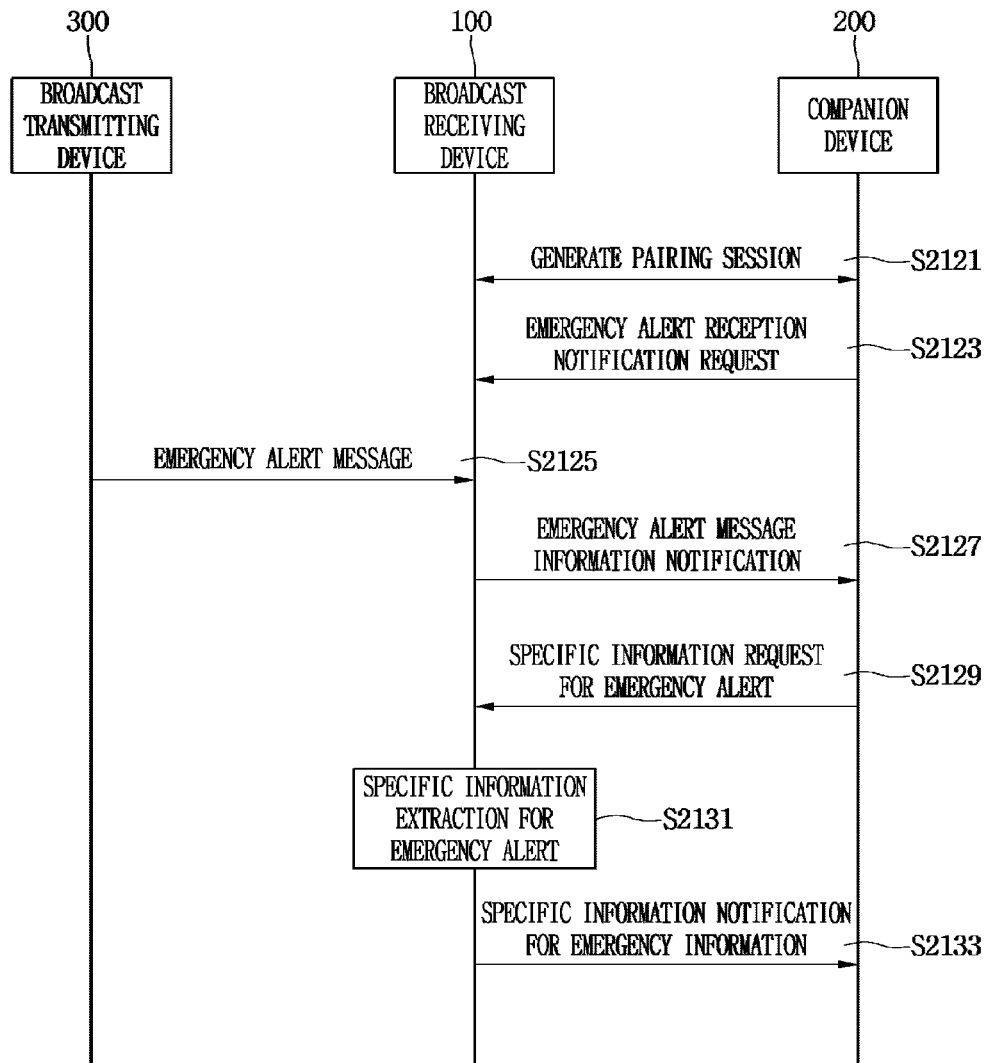 300
100
200
BROADCAST
TRANSMITTING
DEVICE
BROADCAST
RECEIVING
DEVICE
COMPANION
DEVICE
GENERATE PAIRING SESSION
S2121
EMERGENCY ALERT RECEPTION
NOTIFICATION REQUEST
S2123
EMERGENCY ALERT MESSAGE
S2125
EMERGENCY ALERT MESSAGE
INFORMATION NOTIFICATION
S2127
SPECIFIC INFORMATION REQUEST
FOR EMERGENCY ALERT
S2129
SPECIFIC INFORMATION
EXTRACTION FOR
EMERGENCY ALERT
S2131
SPECIFIC INFORMATION NOTIFICATION
FOR EMERGENCY INFORMATION
S2133